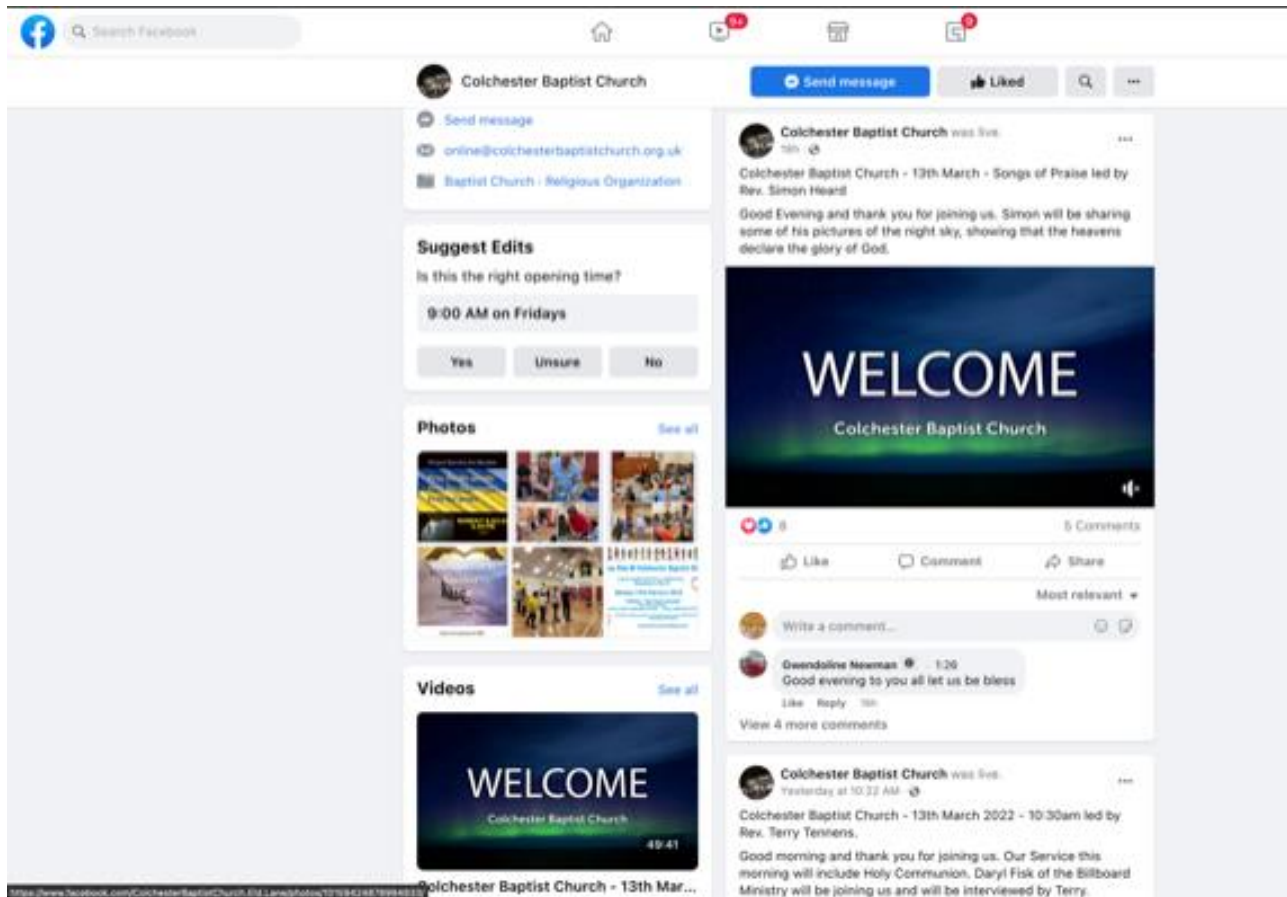 Search Facebook
9+
9
Colchester Baptist Church
Send message
Liked
Send message
online@colchesterbaptistchurch.org.uk
Baptist Church · Religious Organization
Suggest Edits
Is this the right opening time?
9:00 AM on Fridays
Yes
Unsure
No
Photos
See all
Videos
See all
WELCOME
Colchester Baptist Church
49:41
Colchester Baptist Church - 13th Mar...
Colchester Baptist Church was live.
Colchester Baptist Church - 13th March - Songs of Praise led by
Rev. Simon Heard
Good Evening and thank you for joining us. Simon will be sharing
some of his pictures of the night sky, showing that the heavens
declare the glory of God.
WELCOME
Colchester Baptist Church
8
5 Comments
Like
Comment
Share
Most relevant
Write a comment...
Gwendoline Newman 1:26
Good evening to you all let us be bless
Like Reply
View 4 more comments
Colchester Baptist Church was live.
Yesterday at 10:22 AM
Colchester Baptist Church - 13th March 2022 - 10:30am led by
Rev. Terry Tennens.
Good morning and thank you for joining us. Our Service this
morning will include Holy Communion. Daryl Fisk of the Billboard
Ministry will be joining us and will be interviewed by Terry.